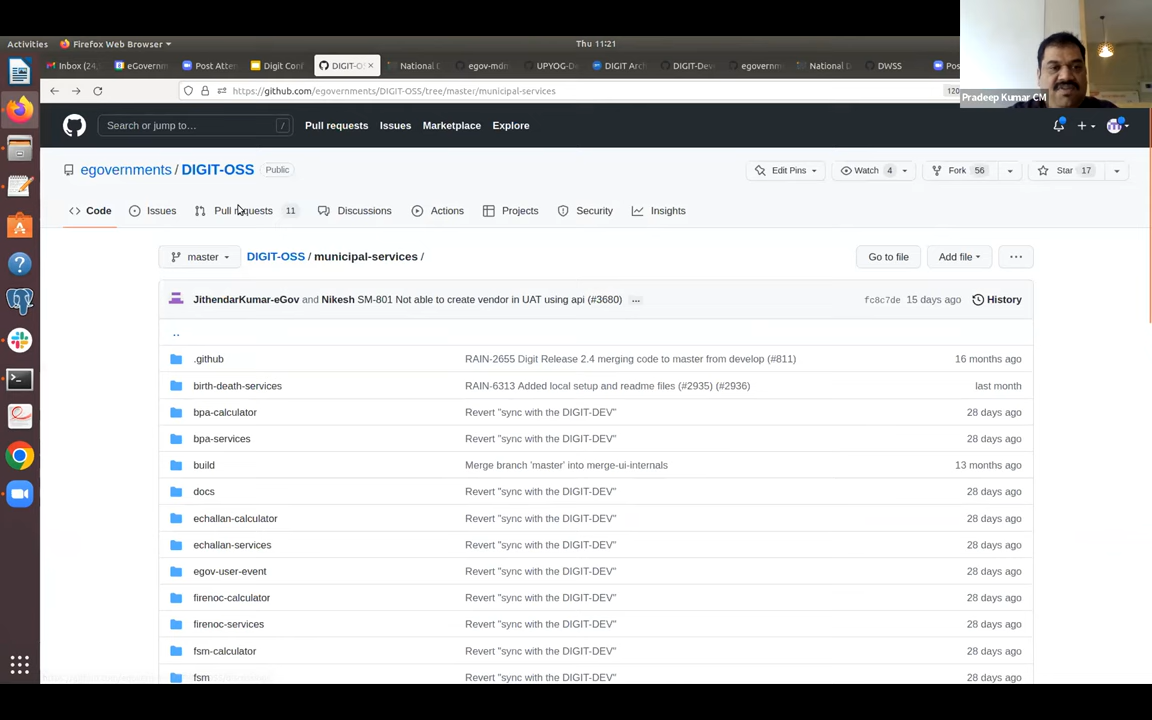 Activities Firefox Web Browser Thu 11:21
Inbox (24, eGovernm Post Atten Digit Conf DIGIT-O National C egov-mdm UPYOG-De DIGIT Arc DIGIT-Dev egovernm National D DWSS Pos
https://github.com/egovernments/DIGIT-OSS/tree/master/municipal-services 120
Pradeep Kumar CM
Search or jump to... / Pull requests Issues Marketplace Explore
egovernments / DIGIT-OSS Public Edit Pins Watch 4 Fork 56 Star 17
Code Issues Pull requests 11 Discussions Actions Projects Security Insights
master DIGIT-OSS / municipal-services / Go to file Add file ...
JithendarKumar-eGov and Nikesh SM-801 Not able to create vendor in UAT using api (#3680) ... fc8c7de 15 days ago History
..
.github RAIN-2655 Digit Release 2.4 merging code to master from develop (#811) 16 months ago
birth-death-services RAIN-6313 Added local setup and readme files (#2935) (#2936) last month
bpa-calculator Revert "sync with the DIGIT-DEV" 28 days ago
bpa-services Revert "sync with the DIGIT-DEV" 28 days ago
build Merge branch 'master' into merge-ui-internals 13 months ago
docs Revert "sync with the DIGIT-DEV" 28 days ago
echallan-calculator Revert "sync with the DIGIT-DEV" 28 days ago
echallan-services Revert "sync with the DIGIT-DEV" 28 days ago
egov-user-event Revert "sync with the DIGIT-DEV" 28 days ago
firenoc-calculator Revert "sync with the DIGIT-DEV" 28 days ago
firenoc-services Revert "sync with the DIGIT-DEV" 28 days ago
fsm-calculator Revert "sync with the DIGIT-DEV" 28 days ago
fsm Revert "sync with the DIGIT-DEV" 28 days ago